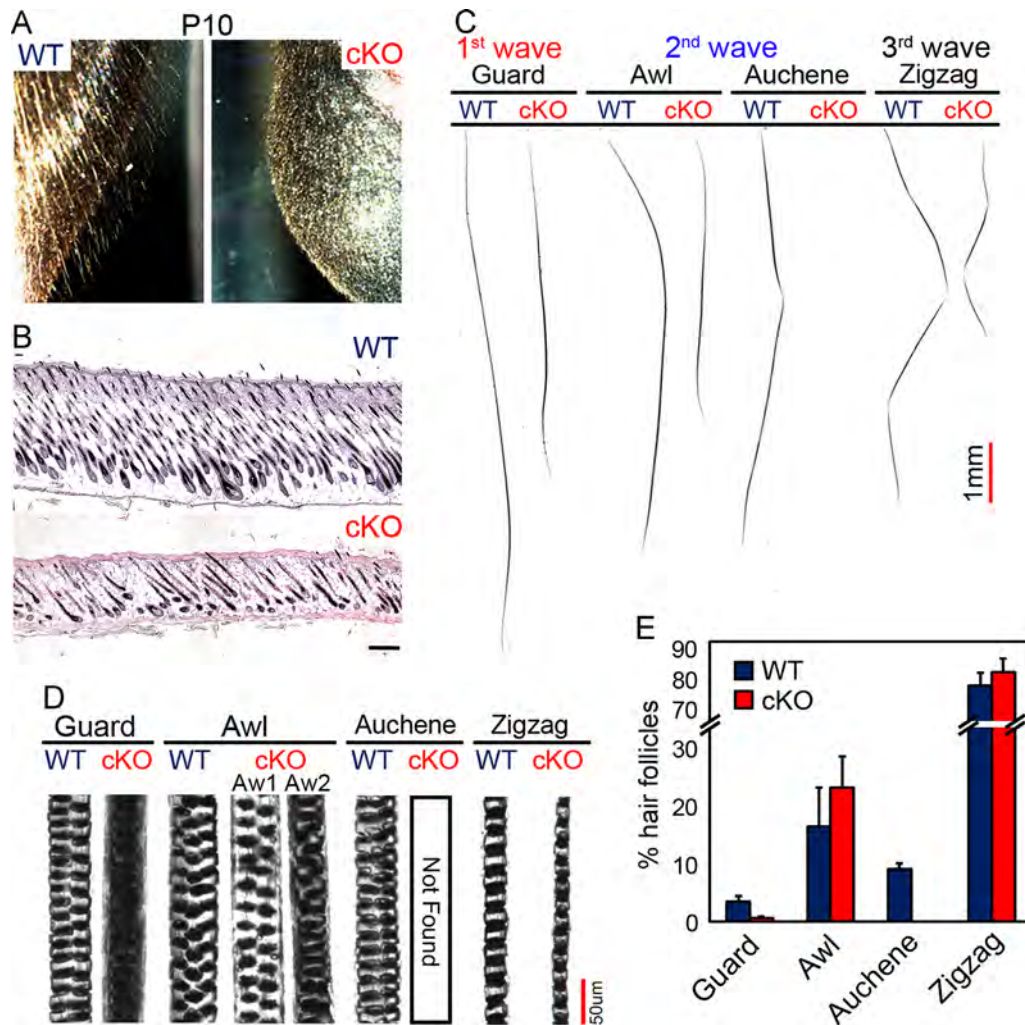 A
P10
WT
cKO
B
WT
cKO
C
1st wave
2nd wave
3rd wave
Guard
Awl
Auchene
Zigzag
WT cKO
WT cKO
WT cKO
WT cKO
1mm
D
Guard
Awl
Auchene
Zigzag
WT cKO
WT cKO
WT cKO
WT cKO
Aw1 Aw2
Not Found
50um
E
% hair follicles
90
80
70
30
20
10
0
WT
cKO
Guard
Awl
Auchene
Zigzag